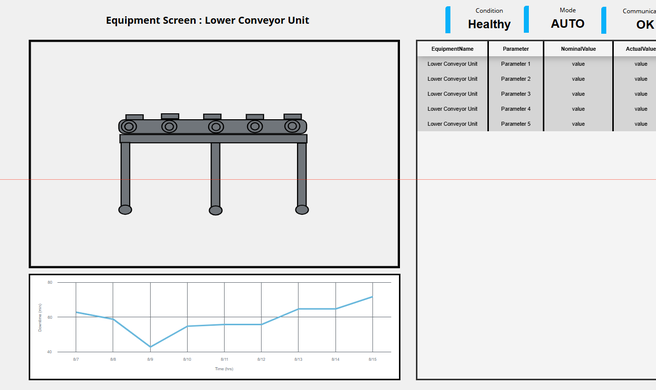 Equipment Screen : Lower Conveyor Unit
Condition
Healthy
Mode
AUTO
Communica
OK
EquipmentName Parameter NominalValue ActualValue
Lower Conveyor Unit Parameter 1 value value
Lower Conveyor Unit Parameter 2 value value
Lower Conveyor Unit Parameter 3 value value
Lower Conveyor Unit Parameter 4 value value
Lower Conveyor Unit Parameter 5 value value
8/7 8/8 8/9 8/10 8/11 8/12 8/13 8/14 8/15
Time (hrs)